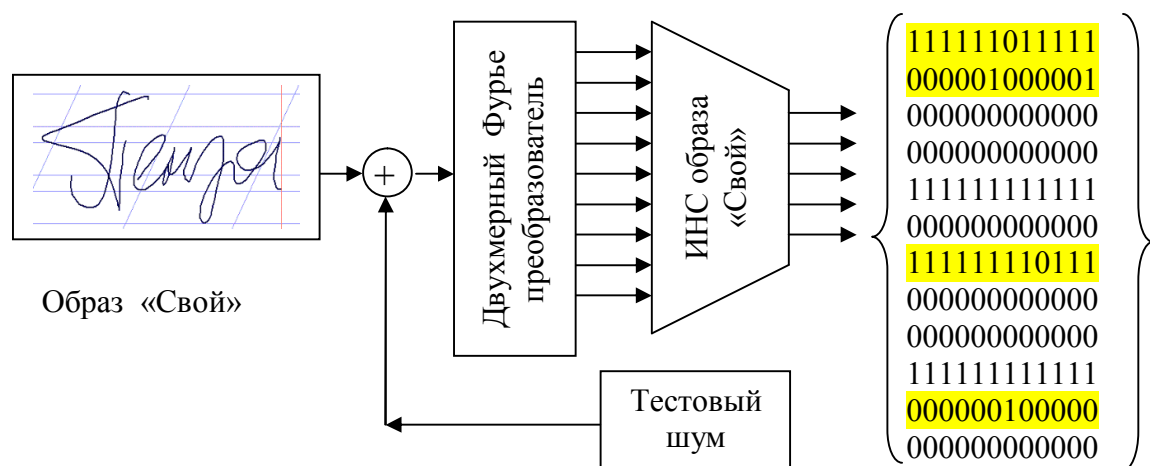 Пенза
Образ «Свой»
+
Двухмерный Фурье
преобразователь
ИНС образа
«Свой»
Тестовый
шум
111111011111
000001000001
000000000000
000000000000
111111111111
000000000000
111111110111
000000000000
000000000000
111111111111
000000100000
000000000000